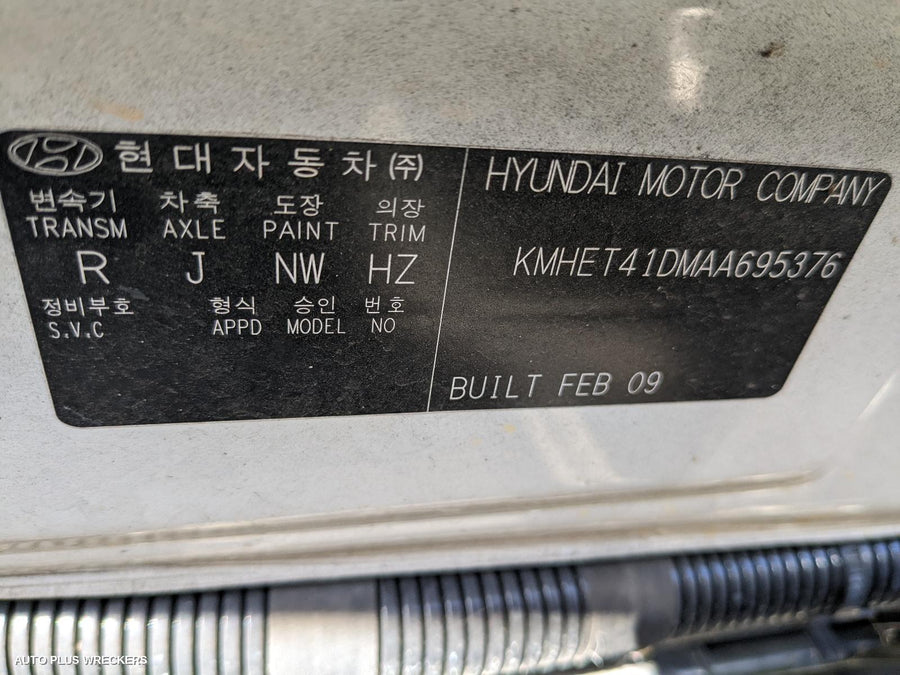 현대자동차(주)
변속기 차축 도장 의장
TRANSM AXLE PAINT TRIM
R J NW HZ
정비부호 형식 승인 번호
S.V.C APPD MODEL NO
HYUNDAI MOTOR COMPANY
KMHET41DMAA695376
BUILT FEB 09
AUTO PLUS WRECKERS